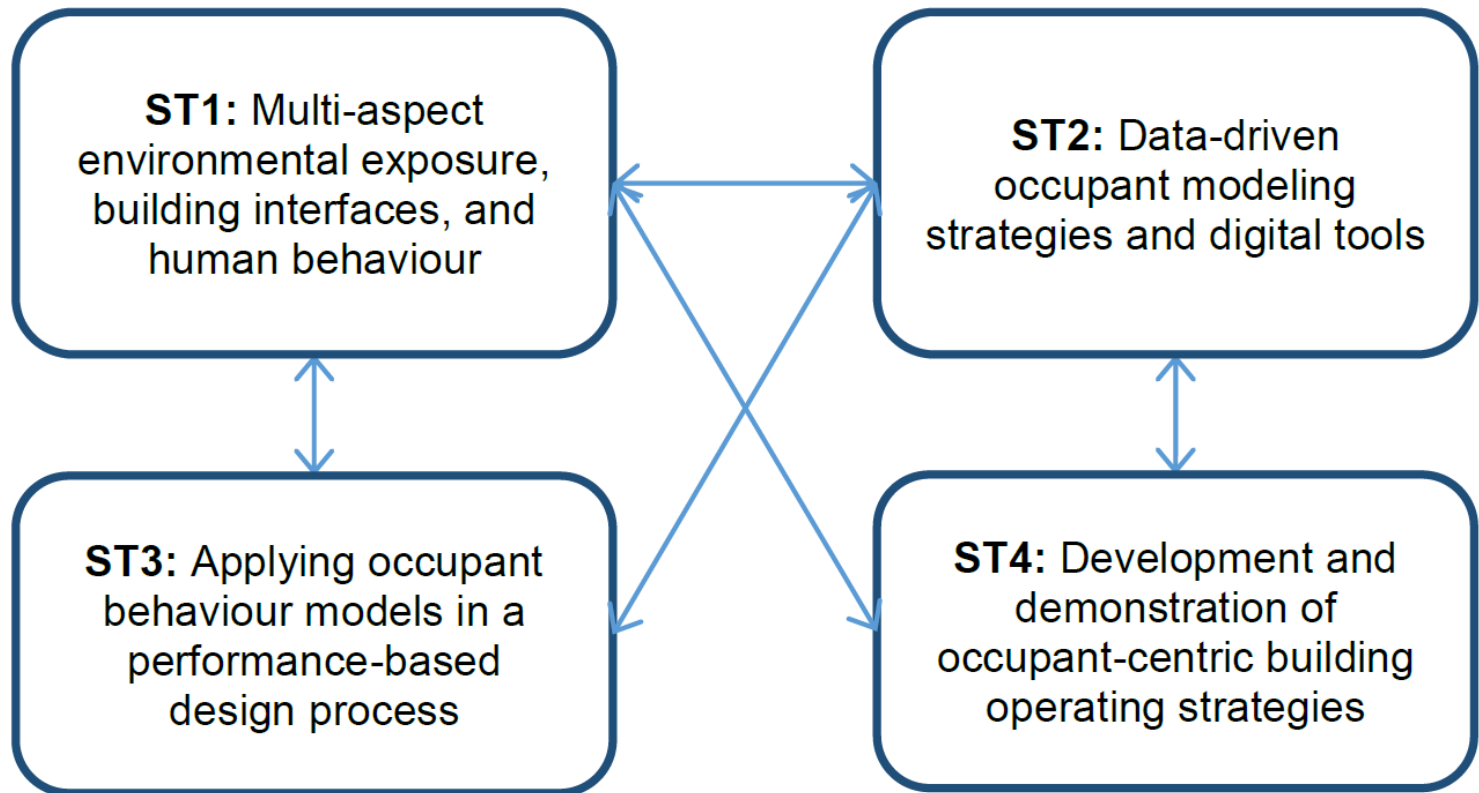 ST1: Multi-aspect
environmental exposure,
building interfaces, and
human behaviour
ST2: Data-driven
occupant modeling
strategies and digital tools
ST3: Applying occupant
behaviour models in a
performance-based
design process
ST4: Development and
demonstration of
occupant-centric building
operating strategies